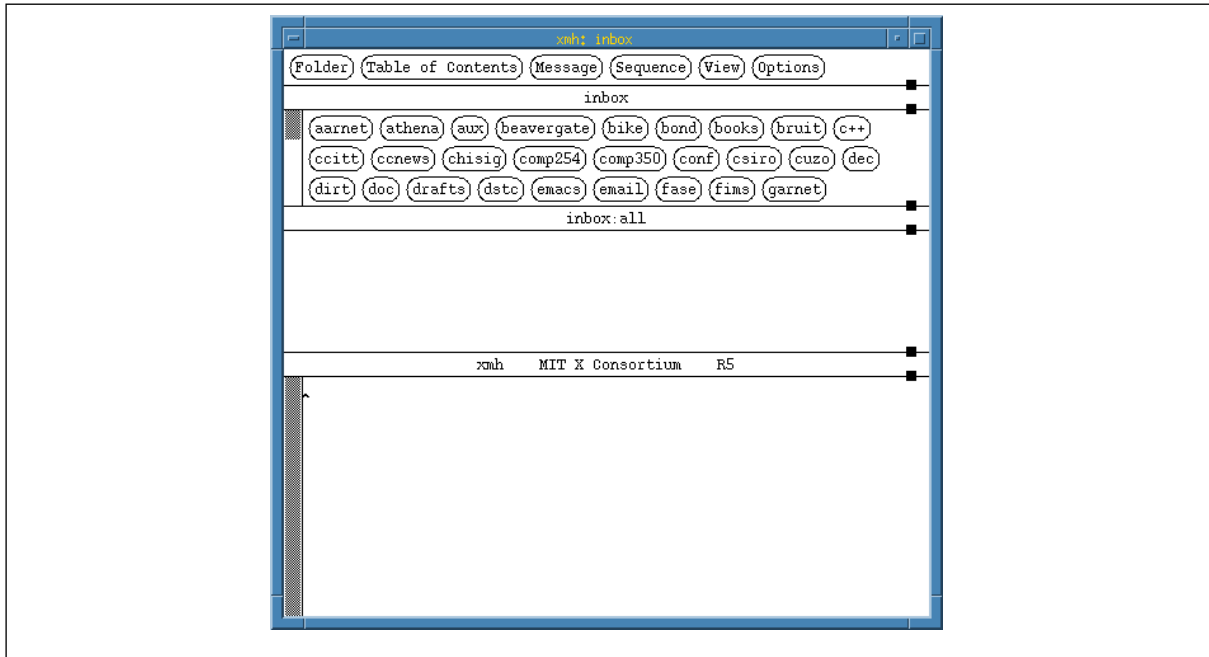 xmh: inbox
Folder Table of Contents Message Sequence View Options
inbox
aarnet athena aux beavergate bike bond books bruit c++
ccitt ccnews chisig comp254 comp350 conf csiro cuzo dec
dirt doc drafts dstc emacs email fase fims garnet
inbox:all
xmh MIT X Consortium R5